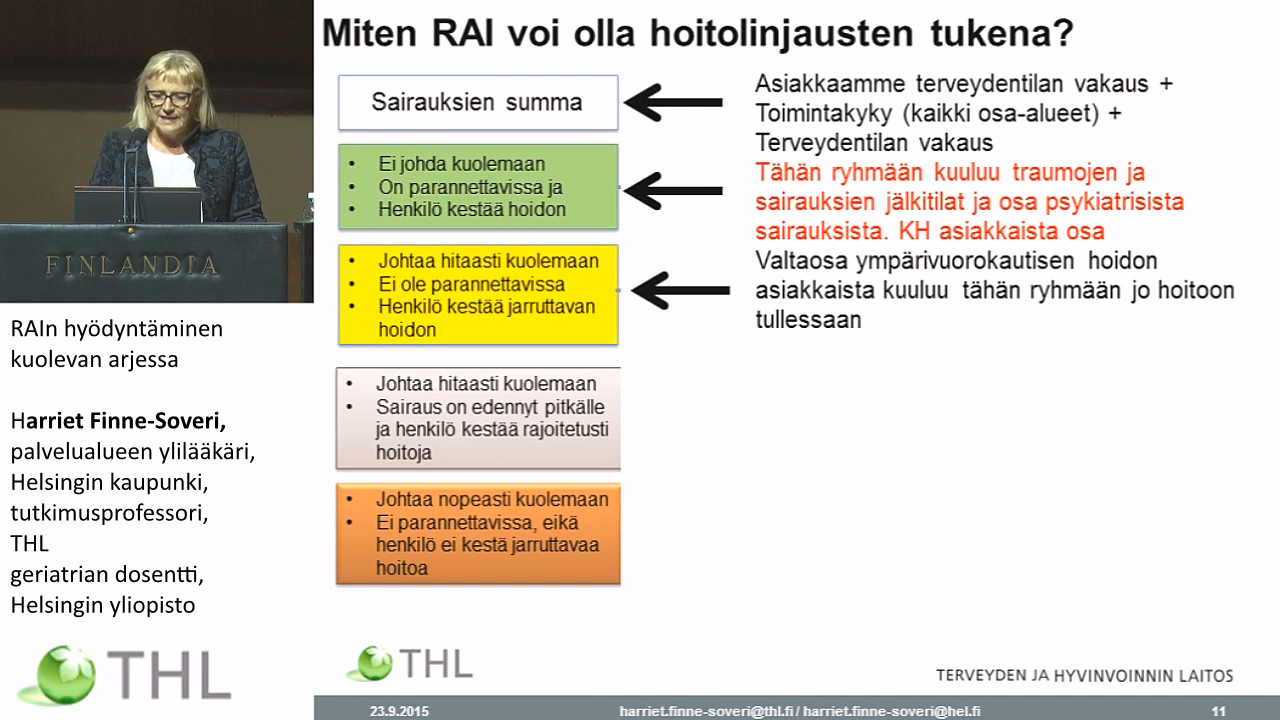 Miten RAI voi olla hoitolinjausten tukena?
Sairauksien summa
• Ei johda kuolemaan
• On parannettavissa ja
• Henkilö kestää hoidon
• Johtaa hitaasti kuolemaan
• Ei ole parannettavissa
• Henkilö kestää jarruttavan
hoidon
• Johtaa hitaasti kuolemaan
• Sairaus on edennyt pitkälle
ja henkilö kestää rajoitetusti
hoitoja
• Johtaa nopeasti kuolemaan
• Ei parannettavissa, eikä
henkilö ei kestä jarruttavaa
hoitoa
Asiakkaamme terveydentilan vakaus +
Toimintakyky (kaikki osa-alueet) +
Terveydentilan vakaus
Tähän ryhmään kuuluu traumojen ja
sairauksien jälkitilat ja osa psykiatrisista
sairauksista. KH asiakkaista osa
Valtaosa ympärivuorokautisen hoidon
asiakkaista kuuluu tähän ryhmään jo hoitoon
tullessaan
FINLANDIA
RAIn hyödyntäminen
kuolevan arjessa
Harriet Finne-Soveri,
palvelualueen ylilääkäri,
Helsingin kaupunki,
tutkimusprofessori,
THL
geriatrian dosentti,
Helsingin yliopisto
THL
THL
TERVEYDEN JA HYVINVOINNIN LAITOS
23.9.2015
harriet.finne-soveri@thl.fi / harriet.finne-soveri@hel.fi
11